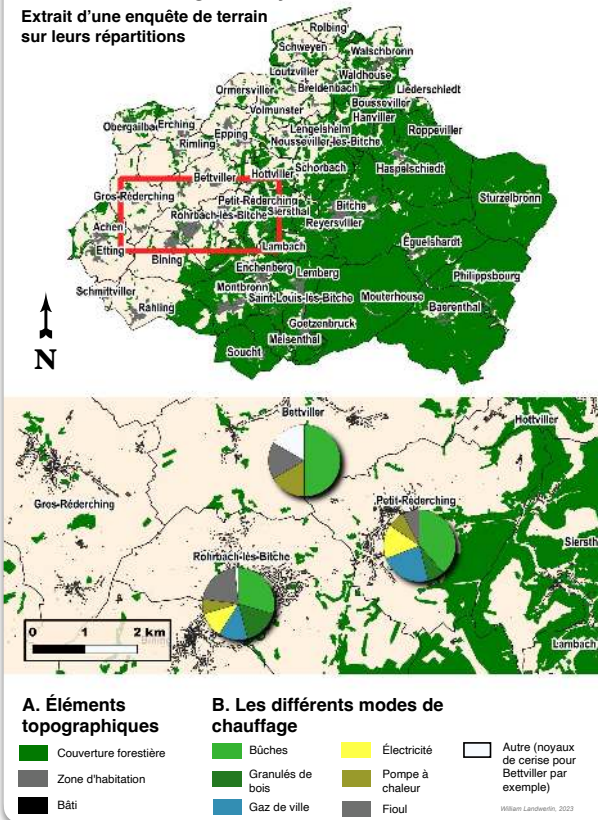 Extrait d'une enquête de terrain
sur leurs répartitions
Rolbing
Schweyen
Walschbronn
Loutzviller
Waldhouse
Ormersviller
Breidenbach
Liederschiedt
Volmunster
Bousseviller
Hanviller
Obergailbach
Erching
Epping
Lengelsheim
Roppeviller
Rimling
Nousseviller-lès-Bitche
Schorbach
Haspelschiedt
Bettviller
Hottviller
Gros-Réderching
Petit-Réderching
Sturzelbronn
Rohrbach-lès-Bitche
Siersthal
Bitche
Reyersviller
Achen
Etting
Lambach
Éguelshardt
Bining
Enchenberg
Lemberg
Philippsbourg
Schmittviller
Montbronn
Saint-Louis-lès-Bitche
Mouterhouse
Rahling
Baerenthal
Goetzenbruck
Meisenthal
Soucht
N
Bettviller
Hottviller
Gros-Réderching
Petit-Réderching
Siersth
Rohrbach-lès-Bitche
0 1 2 km
Lambach
A. Éléments
topographiques
Couverture forestière
Zone d'habitation
Bâti
B. Les différents modes de
chauffage
Bûches
Granulés de
bois
Gaz de ville
Électricité
Pompe à
chaleur
Fioul
Autre (noyaux
de cerise pour
Bettviller par
exemple)
William Landwerlin, 2023